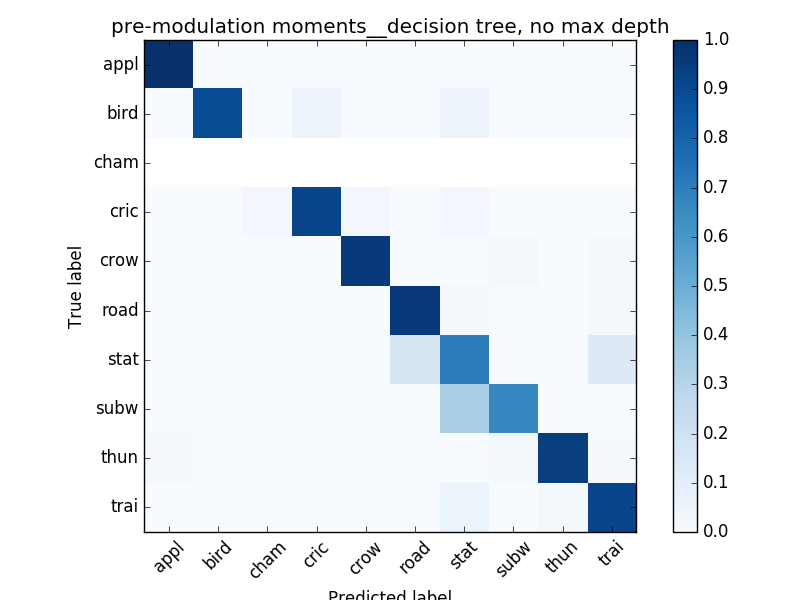 pre-modulation moments__decision tree, no max depth
True label
appl
bird
cham
cric
crow
road
stat
subw
thun
trai
appl
bird
cham
cric
crow
road
stat
subw
thun
trai
Predicted label
1.0
0.9
0.8
0.7
0.6
0.5
0.4
0.3
0.2
0.1
0.0